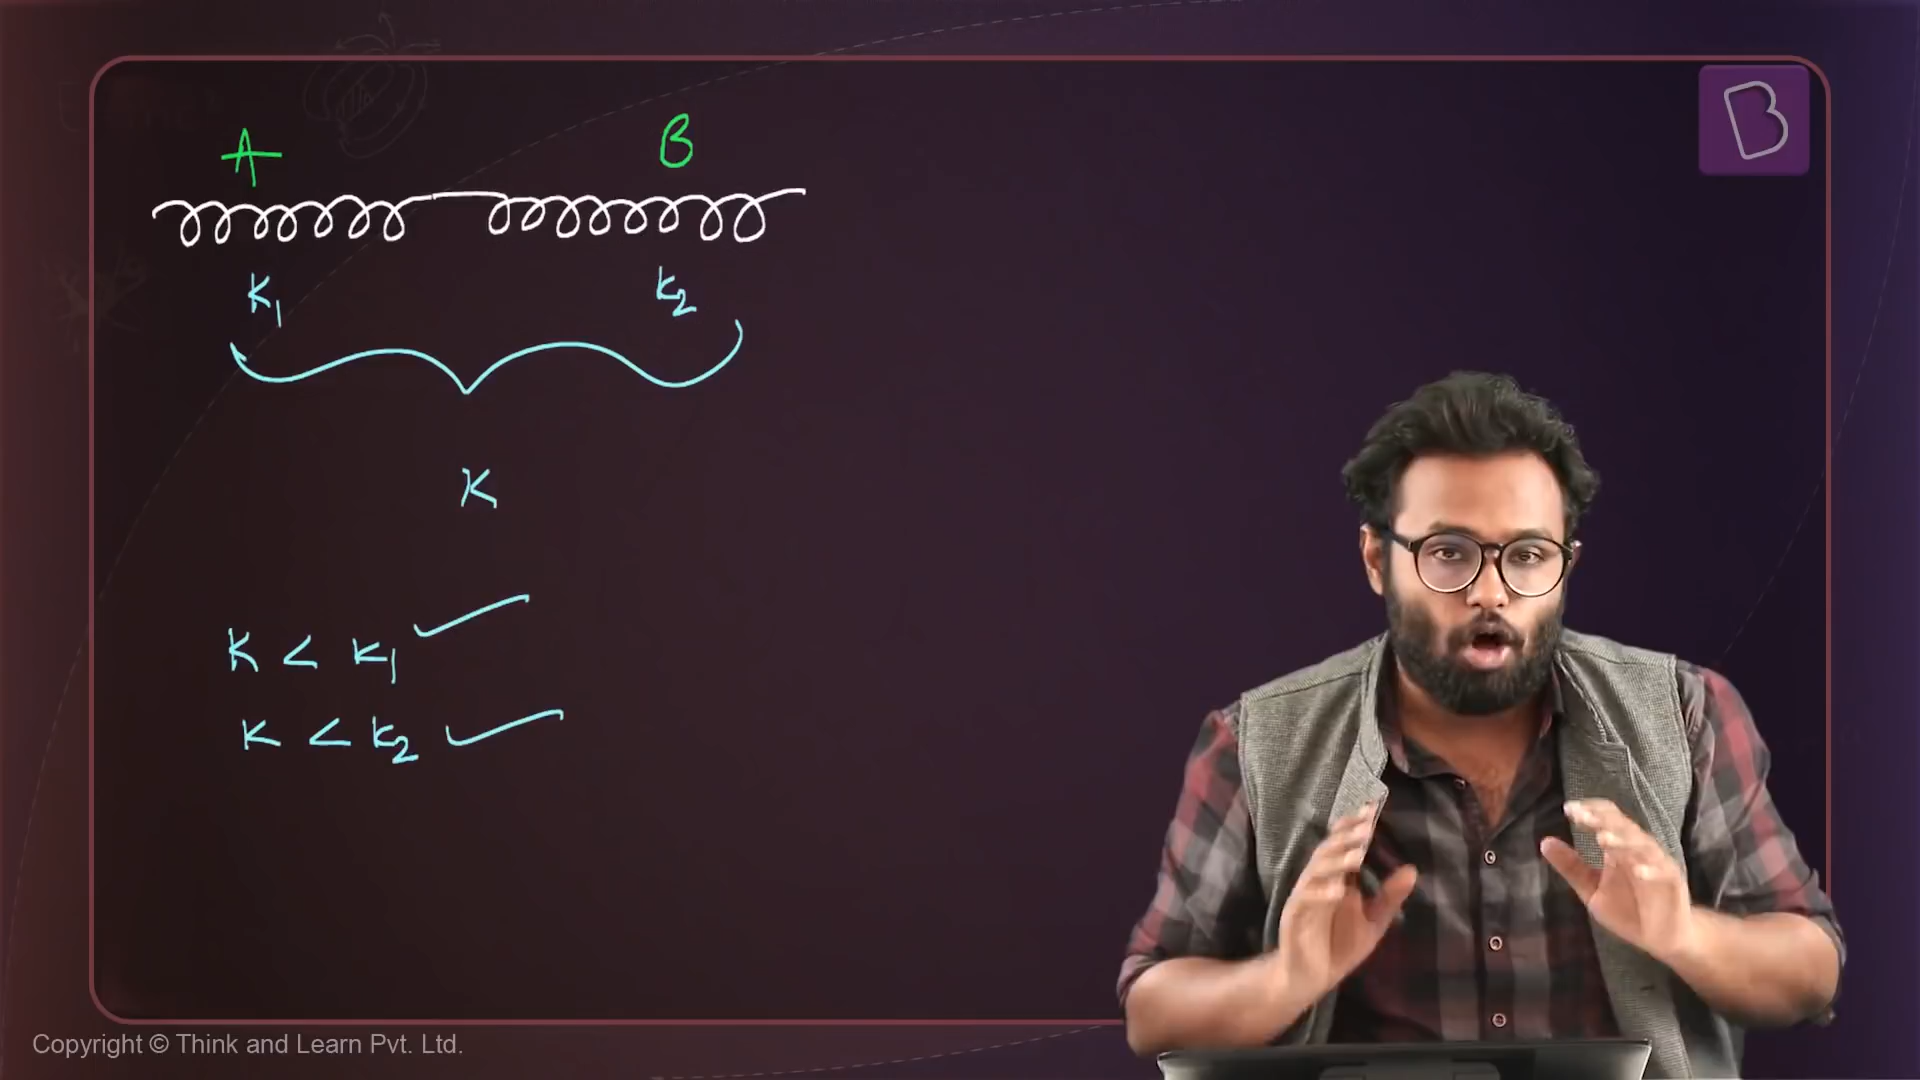 A B
K₁ K₂
K
K < K₁ ✓
K < K₂ ✓
B
Copyright © Think and Learn Pvt. Ltd.